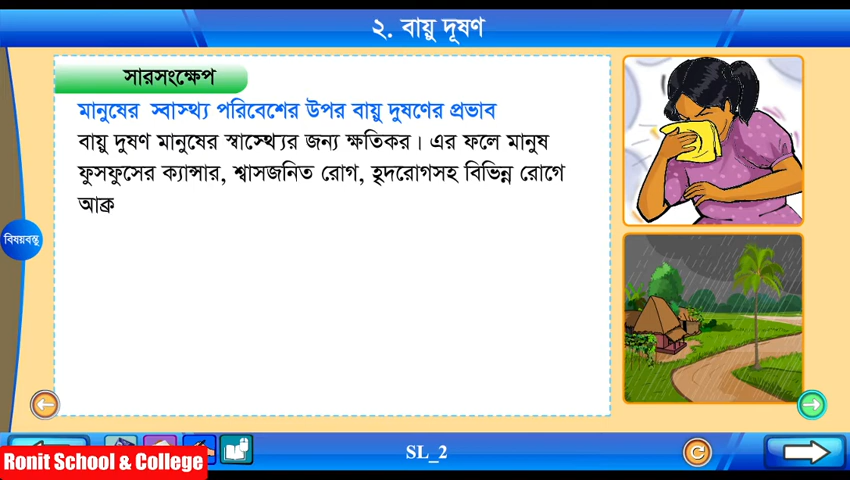 ২. বায়ু দূষণ
সারসংক্ষেপ
মানুষের স্বাস্থ্য পরিবেশের উপর বায়ু দুষণের প্রভাব
বায়ু দুষণ মানুষের স্বাস্থ্যের জন্য ক্ষতিকর। এর ফলে মানুষ
ফুসফুসের ক্যান্সার, শ্বাসজনিত রোগ, হৃদরোগসহ বিভিন্ন রোগে
আক্র
বিষয়বস্তু
SL_2
Ronit School & College